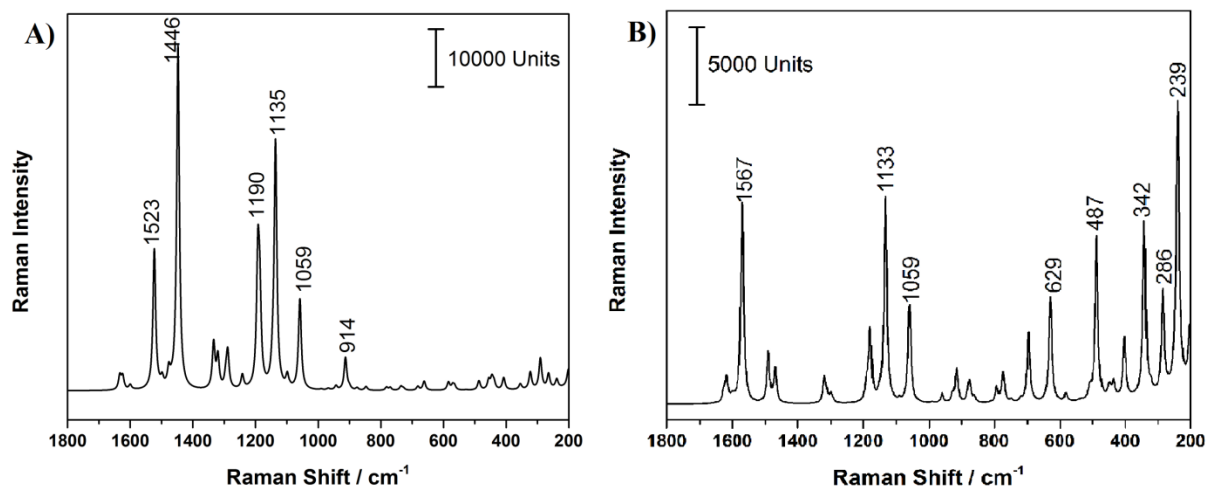 A)
10000 Units
1523
1446
1190
1135
1059
914
Raman Intensity
1800 1600 1400 1200 1000 800 600 400 200
Raman Shift / cm⁻¹
B)
5000 Units
1567
1133
1059
629
487
342
286
239
Raman Intensity
1800 1600 1400 1200 1000 800 600 400 200
Raman Shift / cm⁻¹